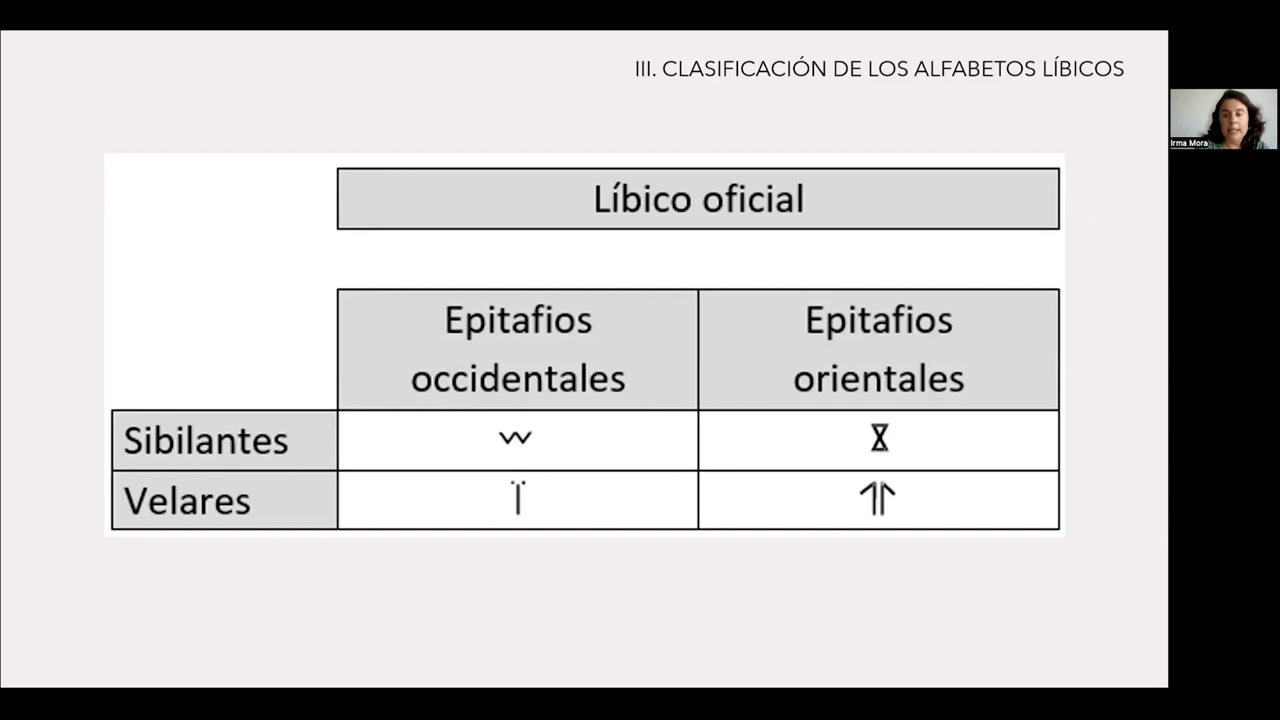 III. CLASIFICACIÓN DE LOS ALFABETOS LÍBICOS
Irma Mora
Líbico oficial
Epitafios occidentales
Epitafios orientales
Sibilantes
Velares